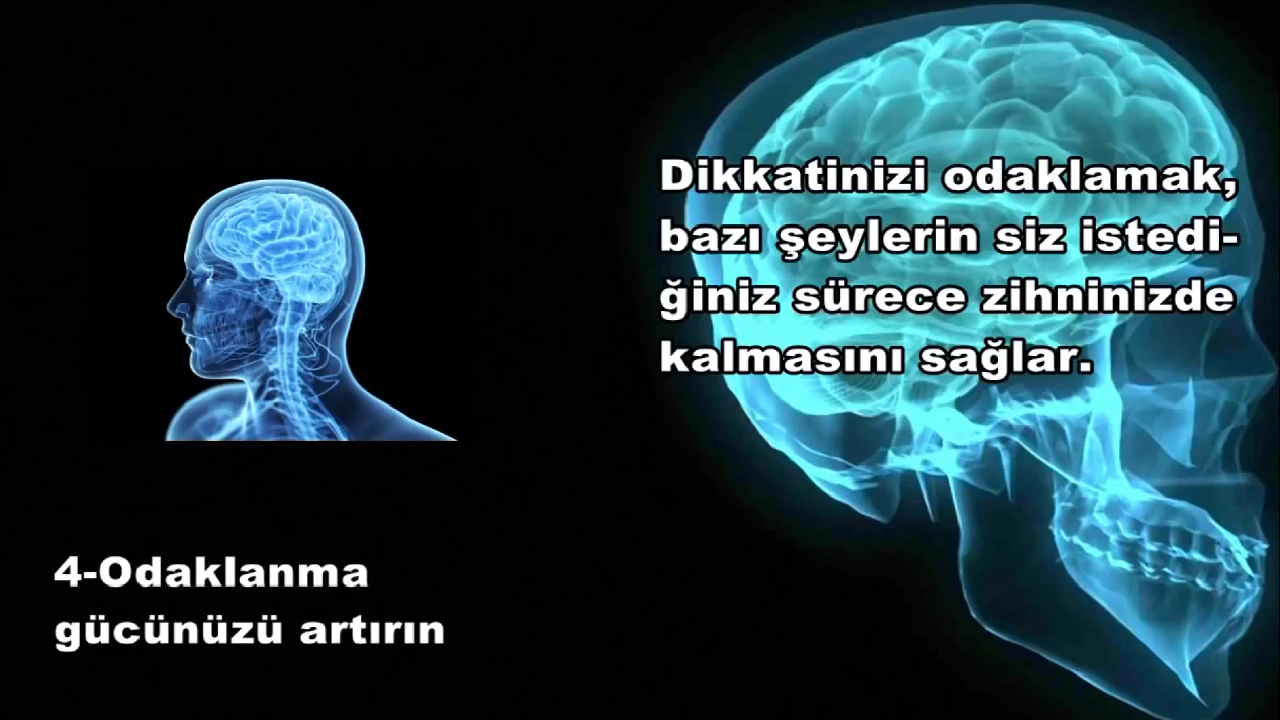 Dikkatinizi odaklamak,
bazı şeylerin siz istedi-
ğiniz sürece zihninizde
kalmasını sağlar.
4-Odaklanma
gücünüzü artırın